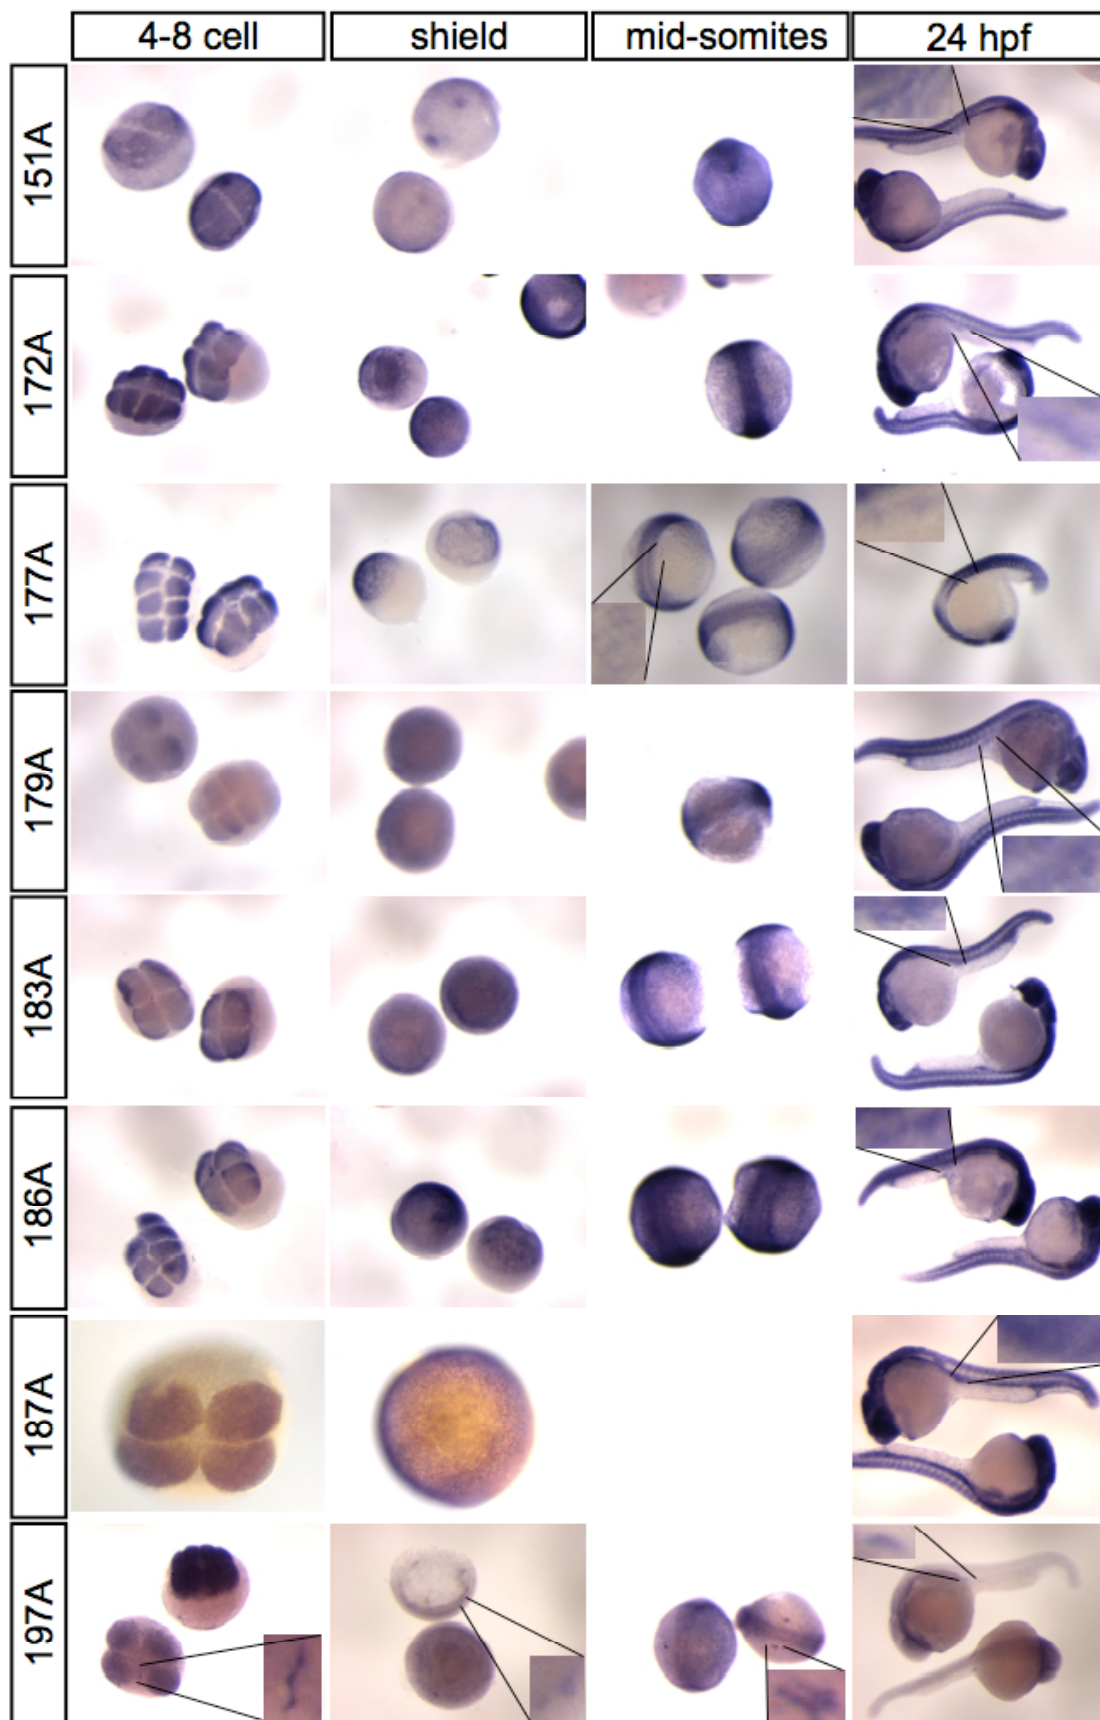 4-8 cell
shield
mid-somites
24 hpf
151A
172A
177A
179A
183A
186A
187A
197A